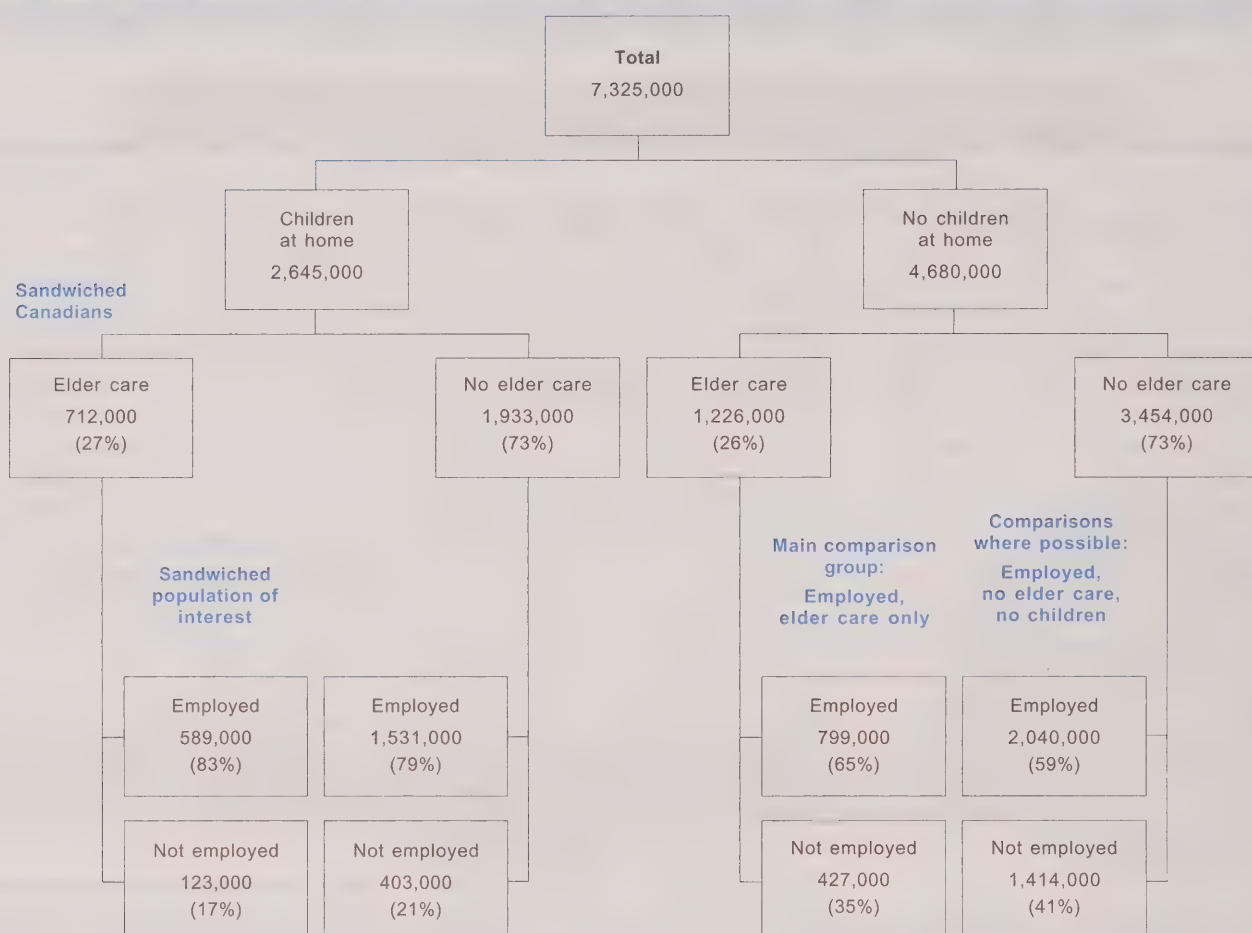 Total
7,325,000
Children
at home
2,645,000
No children
at home
4,680,000
Sandwiched
Canadians
Elder care
712,000
(27%)
No elder care
1,933,000
(73%)
Elder care
1,226,000
(26%)
No elder care
3,454,000
(73%)
Sandwiched
population of
interest
Main comparison
group:
Employed,
elder care only
Comparisons
where possible:
Employed,
no elder care,
no children
Employed
589,000
(83%)
Employed
1,531,000
(79%)
Employed
799,000
(65%)
Employed
2,040,000
(59%)
Not employed
123,000
(17%)
Not employed
403,000
(21%)
Not employed
427,000
(35%)
Not employed
1,414,000
(41%)